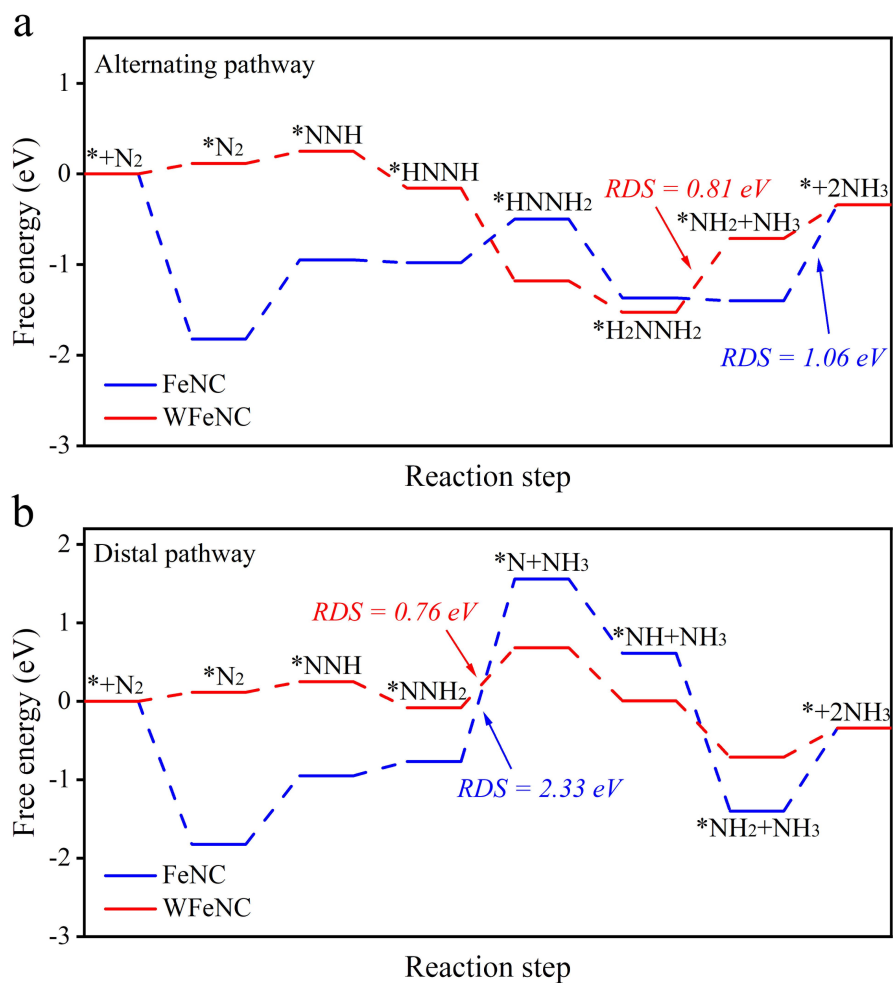 a
Alternating pathway
1
0
-1
-2
-3
Free energy (eV)
*+N₂
*N₂
*NNH
*HNNH
*HNNH₂
*H₂NNH₂
*NH₂+NH₃
*+2NH₃
RDS = 0.81 eV
RDS = 1.06 eV
FeNC
WFeNC
Reaction step
b
Distal pathway
2
1
0
-1
-2
-3
Free energy (eV)
*+N₂
*N₂
*NNH
*NNH₂
*N+NH₃
*NH+NH₃
*NH₂+NH₃
*+2NH₃
RDS = 0.76 eV
RDS = 2.33 eV
FeNC
WFeNC
Reaction step